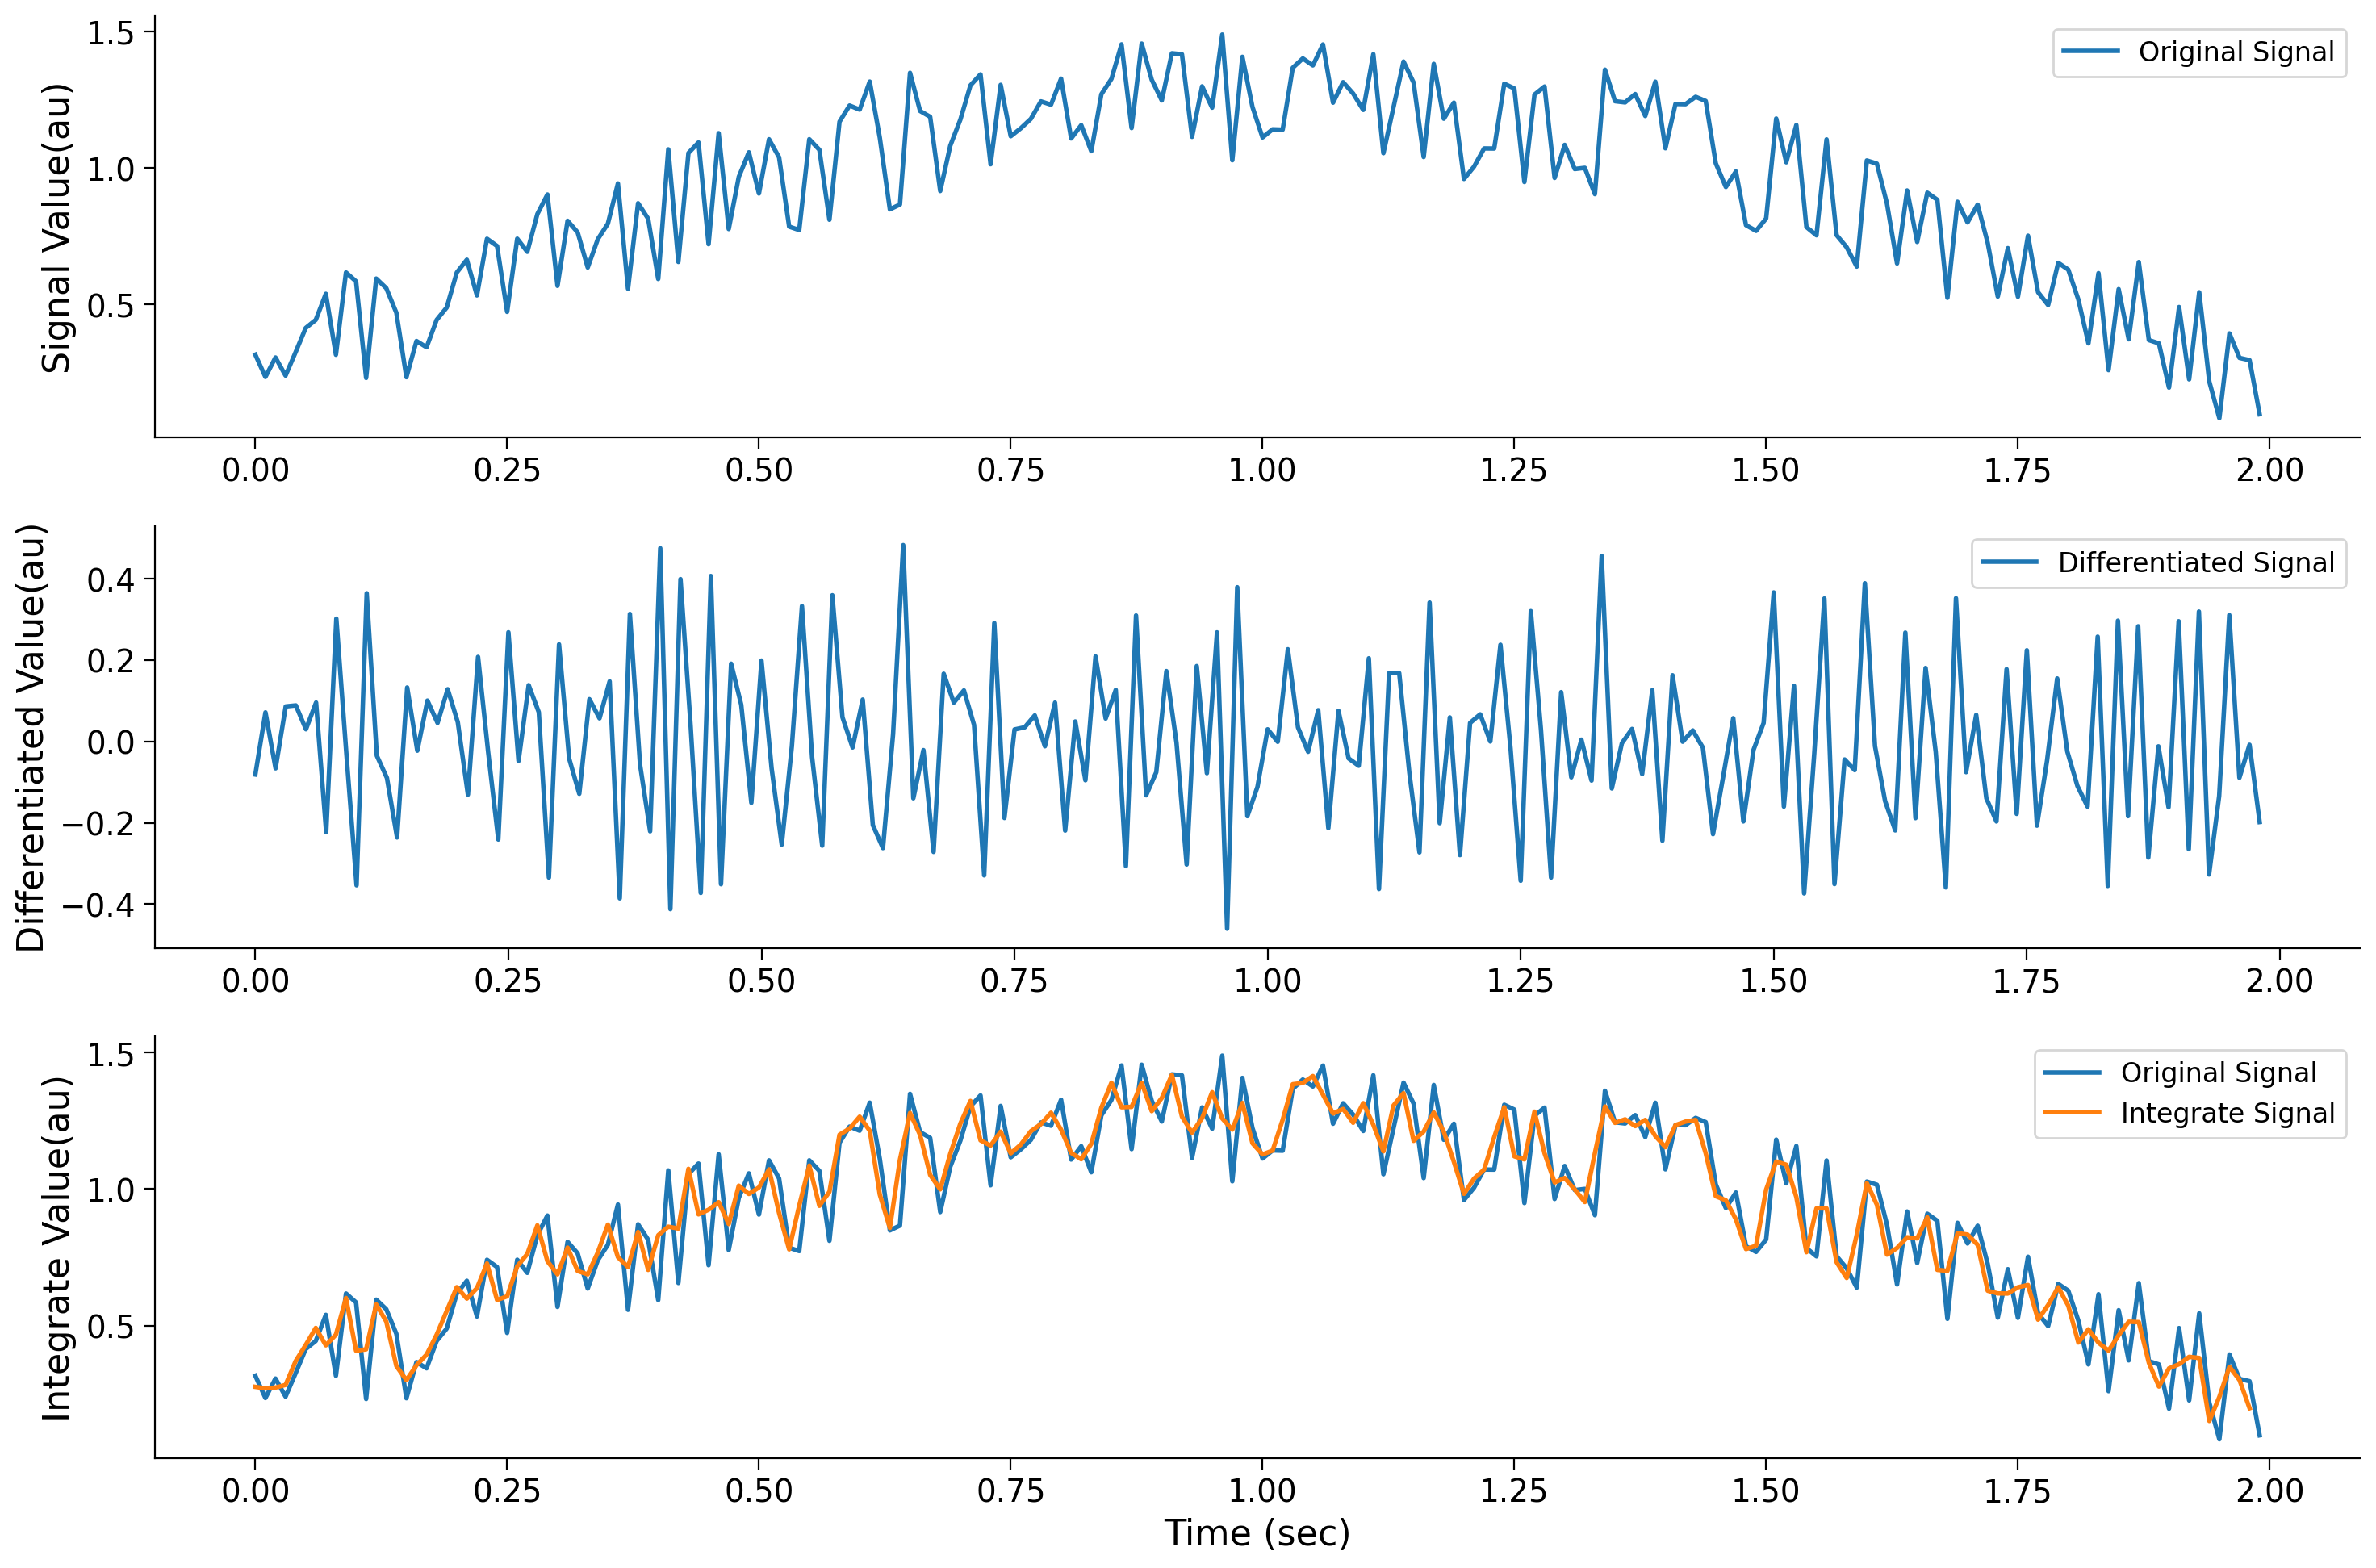 Signal Value(au)
1.5
1.0
0.5
Original Signal
0.00 0.25 0.50 0.75 1.00 1.25 1.50 1.75 2.00
Differentiated Value(au)
0.4
0.2
0.0
−0.2
−0.4
Differentiated Signal
0.00 0.25 0.50 0.75 1.00 1.25 1.50 1.75 2.00
Integrate Value(au)
1.5
1.0
0.5
Original Signal
Integrate Signal
0.00 0.25 0.50 0.75 1.00 1.25 1.50 1.75 2.00
Time (sec)